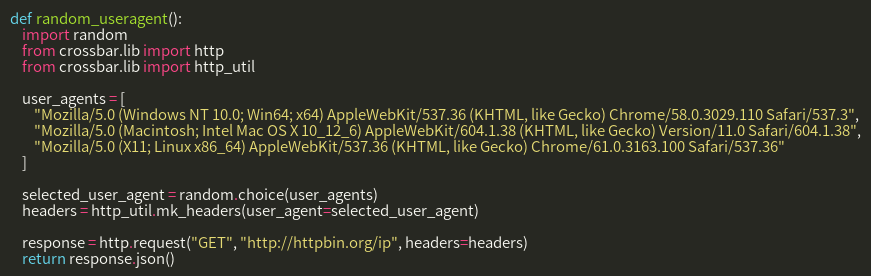 def random_useragent():
    import random
    from crossbar.lib import http
    from crossbar.lib import http_util

    user_agents = [
        "Mozilla/5.0 (Windows NT 10.0; Win64; x64) AppleWebKit/537.36 (KHTML, like Gecko) Chrome/58.0.3029.110 Safari/537.3",
        "Mozilla/5.0 (Macintosh; Intel Mac OS X 10_12_6) AppleWebKit/604.1.38 (KHTML, like Gecko) Version/11.0 Safari/604.1.38",
        "Mozilla/5.0 (X11; Linux x86_64) AppleWebKit/537.36 (KHTML, like Gecko) Chrome/61.0.3163.100 Safari/537.36"
    ]

    selected_user_agent = random.choice(user_agents)
    headers = http_util.mk_headers(user_agent=selected_user_agent)

    response = http.request("GET", "http://httpbin.org/ip", headers=headers)
    return response.json()